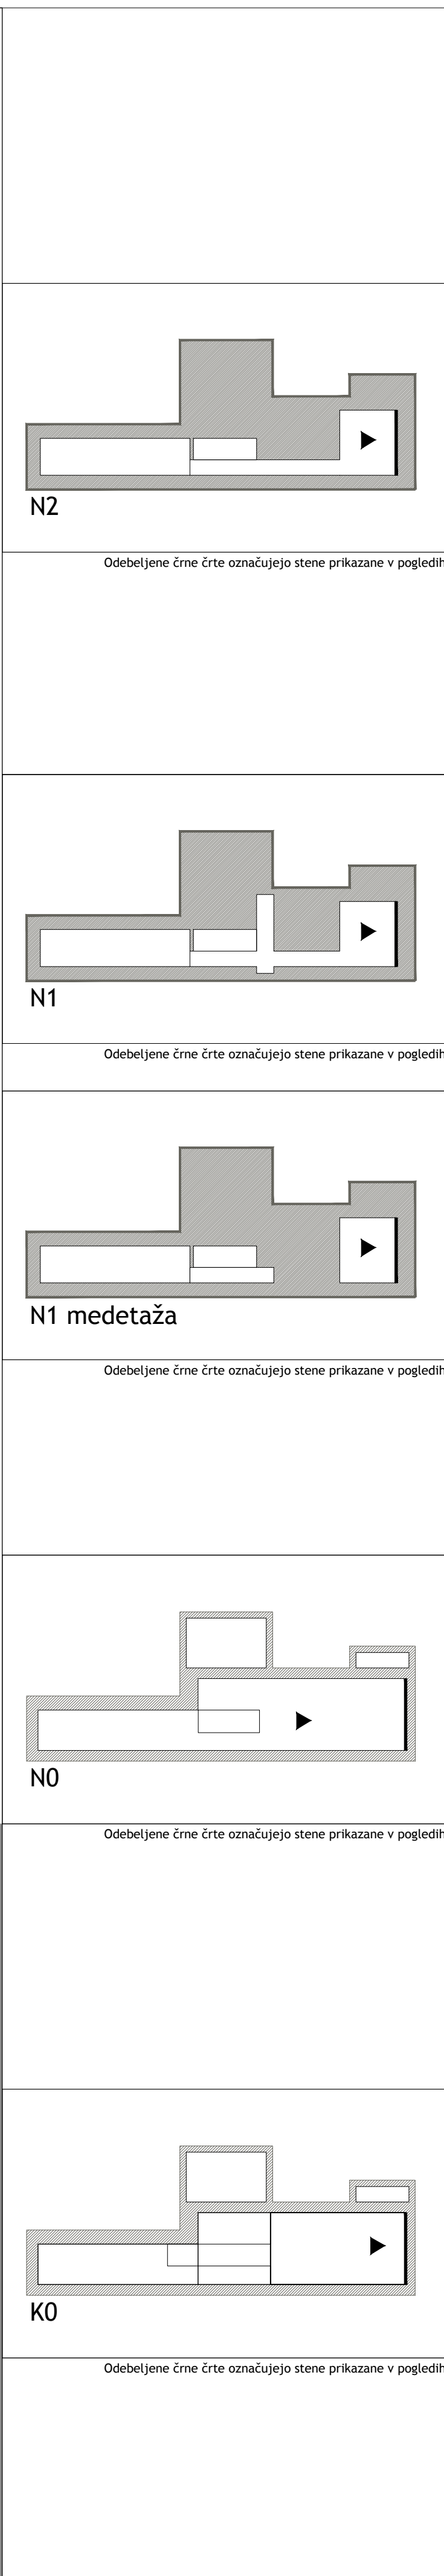 N2
Odebeljene črne črte označujejo stene prikazane v pogledih
N1
Odebeljene črne črte označujejo stene prikazane v pogledih
N1 medetaža
Odebeljene črne črte označujejo stene prikazane v pogledih
N0
Odebeljene črne črte označujejo stene prikazane v pogledih
K0
Odebeljene črne črte označujejo stene prikazane v pogledih